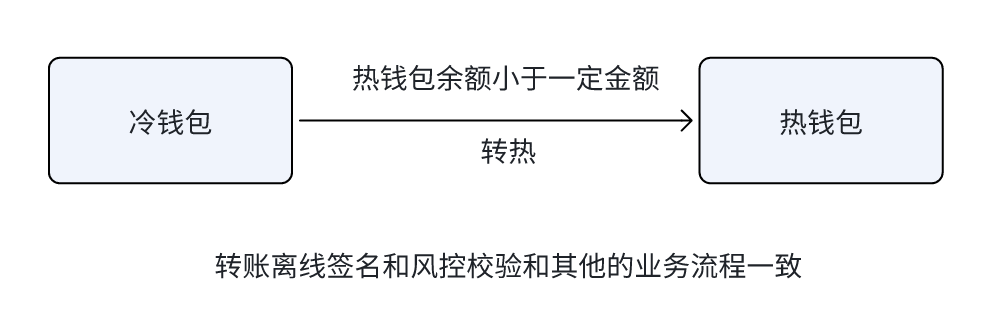 热钱包余额小于一定金额
冷钱包
热钱包
转热
转账离线签名和风控校验和其他的业务流程一致